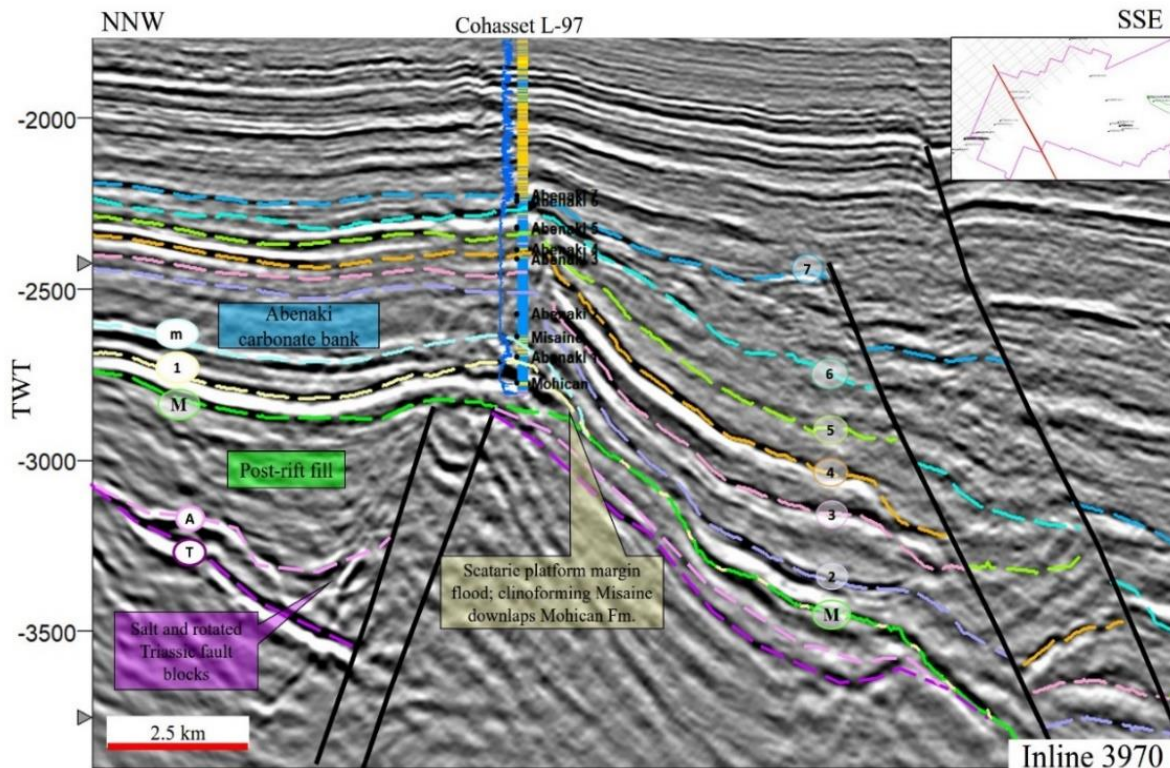 NNW
Cohasset L-97
SSE
-2000
-2500
-3000
-3500
TWT
Abenaki 7
Abenaki 6
Abenaki 5
Abenaki 4
Abenaki 3
Abenaki
Misaine
Abenaki 1
Mohican
Abenaki
carbonate bank
m
1
M
Post-rift fill
A
T
Salt and rotated
Triassic fault
blocks
Scataric platform margin
flood; clinoforming Misaine
downlaps Mohican Fm.
7
6
5
4
3
2
M
2.5 km
Inline 3970